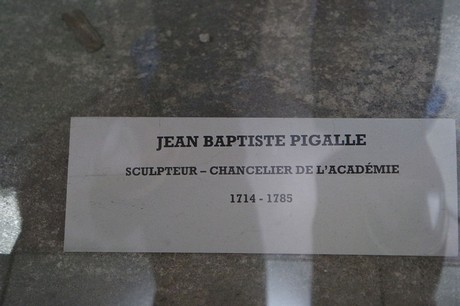 JEAN BAPTISTE PIGALLE
SCULPTEUR – CHANCELIER DE L'ACADÉMIE
1714 - 1785